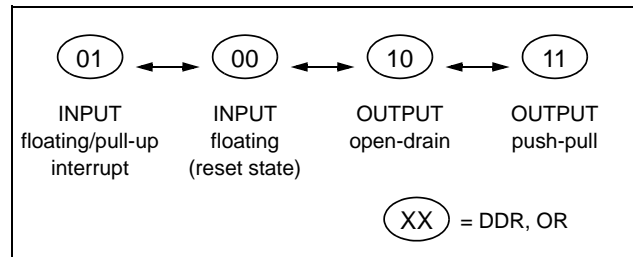 01 00 10 11
INPUT INPUT OUTPUT OUTPUT
floating/pull-up floating open-drain push-pull
interrupt (reset state)
XX = DDR, OR